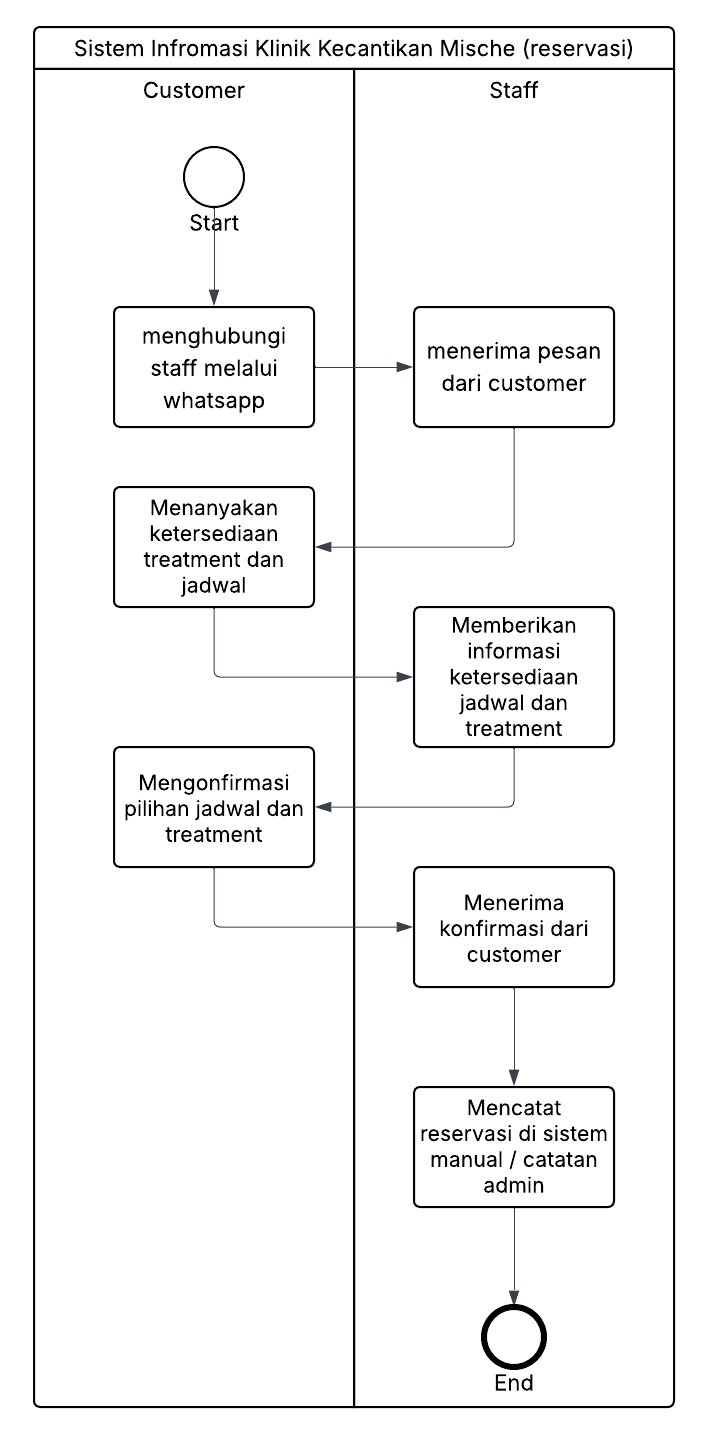 Sistem Infromasi Klinik Kecantikan Mische (reservasi)
Customer
Staff
Start
menghubungi
staff melalui
whatsapp
menerima pesan
dari customer
Menanyakan
ketersediaan
treatment dan
jadwal
Memberikan
informasi
ketersediaan
jadwal dan
treatment
Mengonfirmasi
pilihan jadwal dan
treatment
Menerima
konfirmasi dari
customer
Mencatat
reservasi di sistem
manual / catatan
admin
End